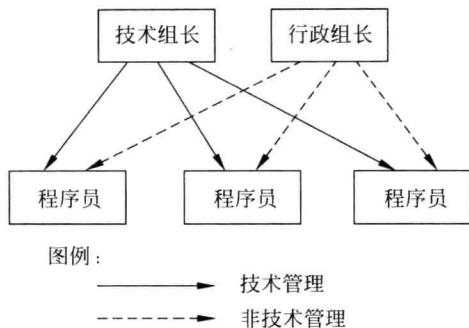 技术组长 行政组长
程序员 程序员 程序员
图例：
技术管理
非技术管理